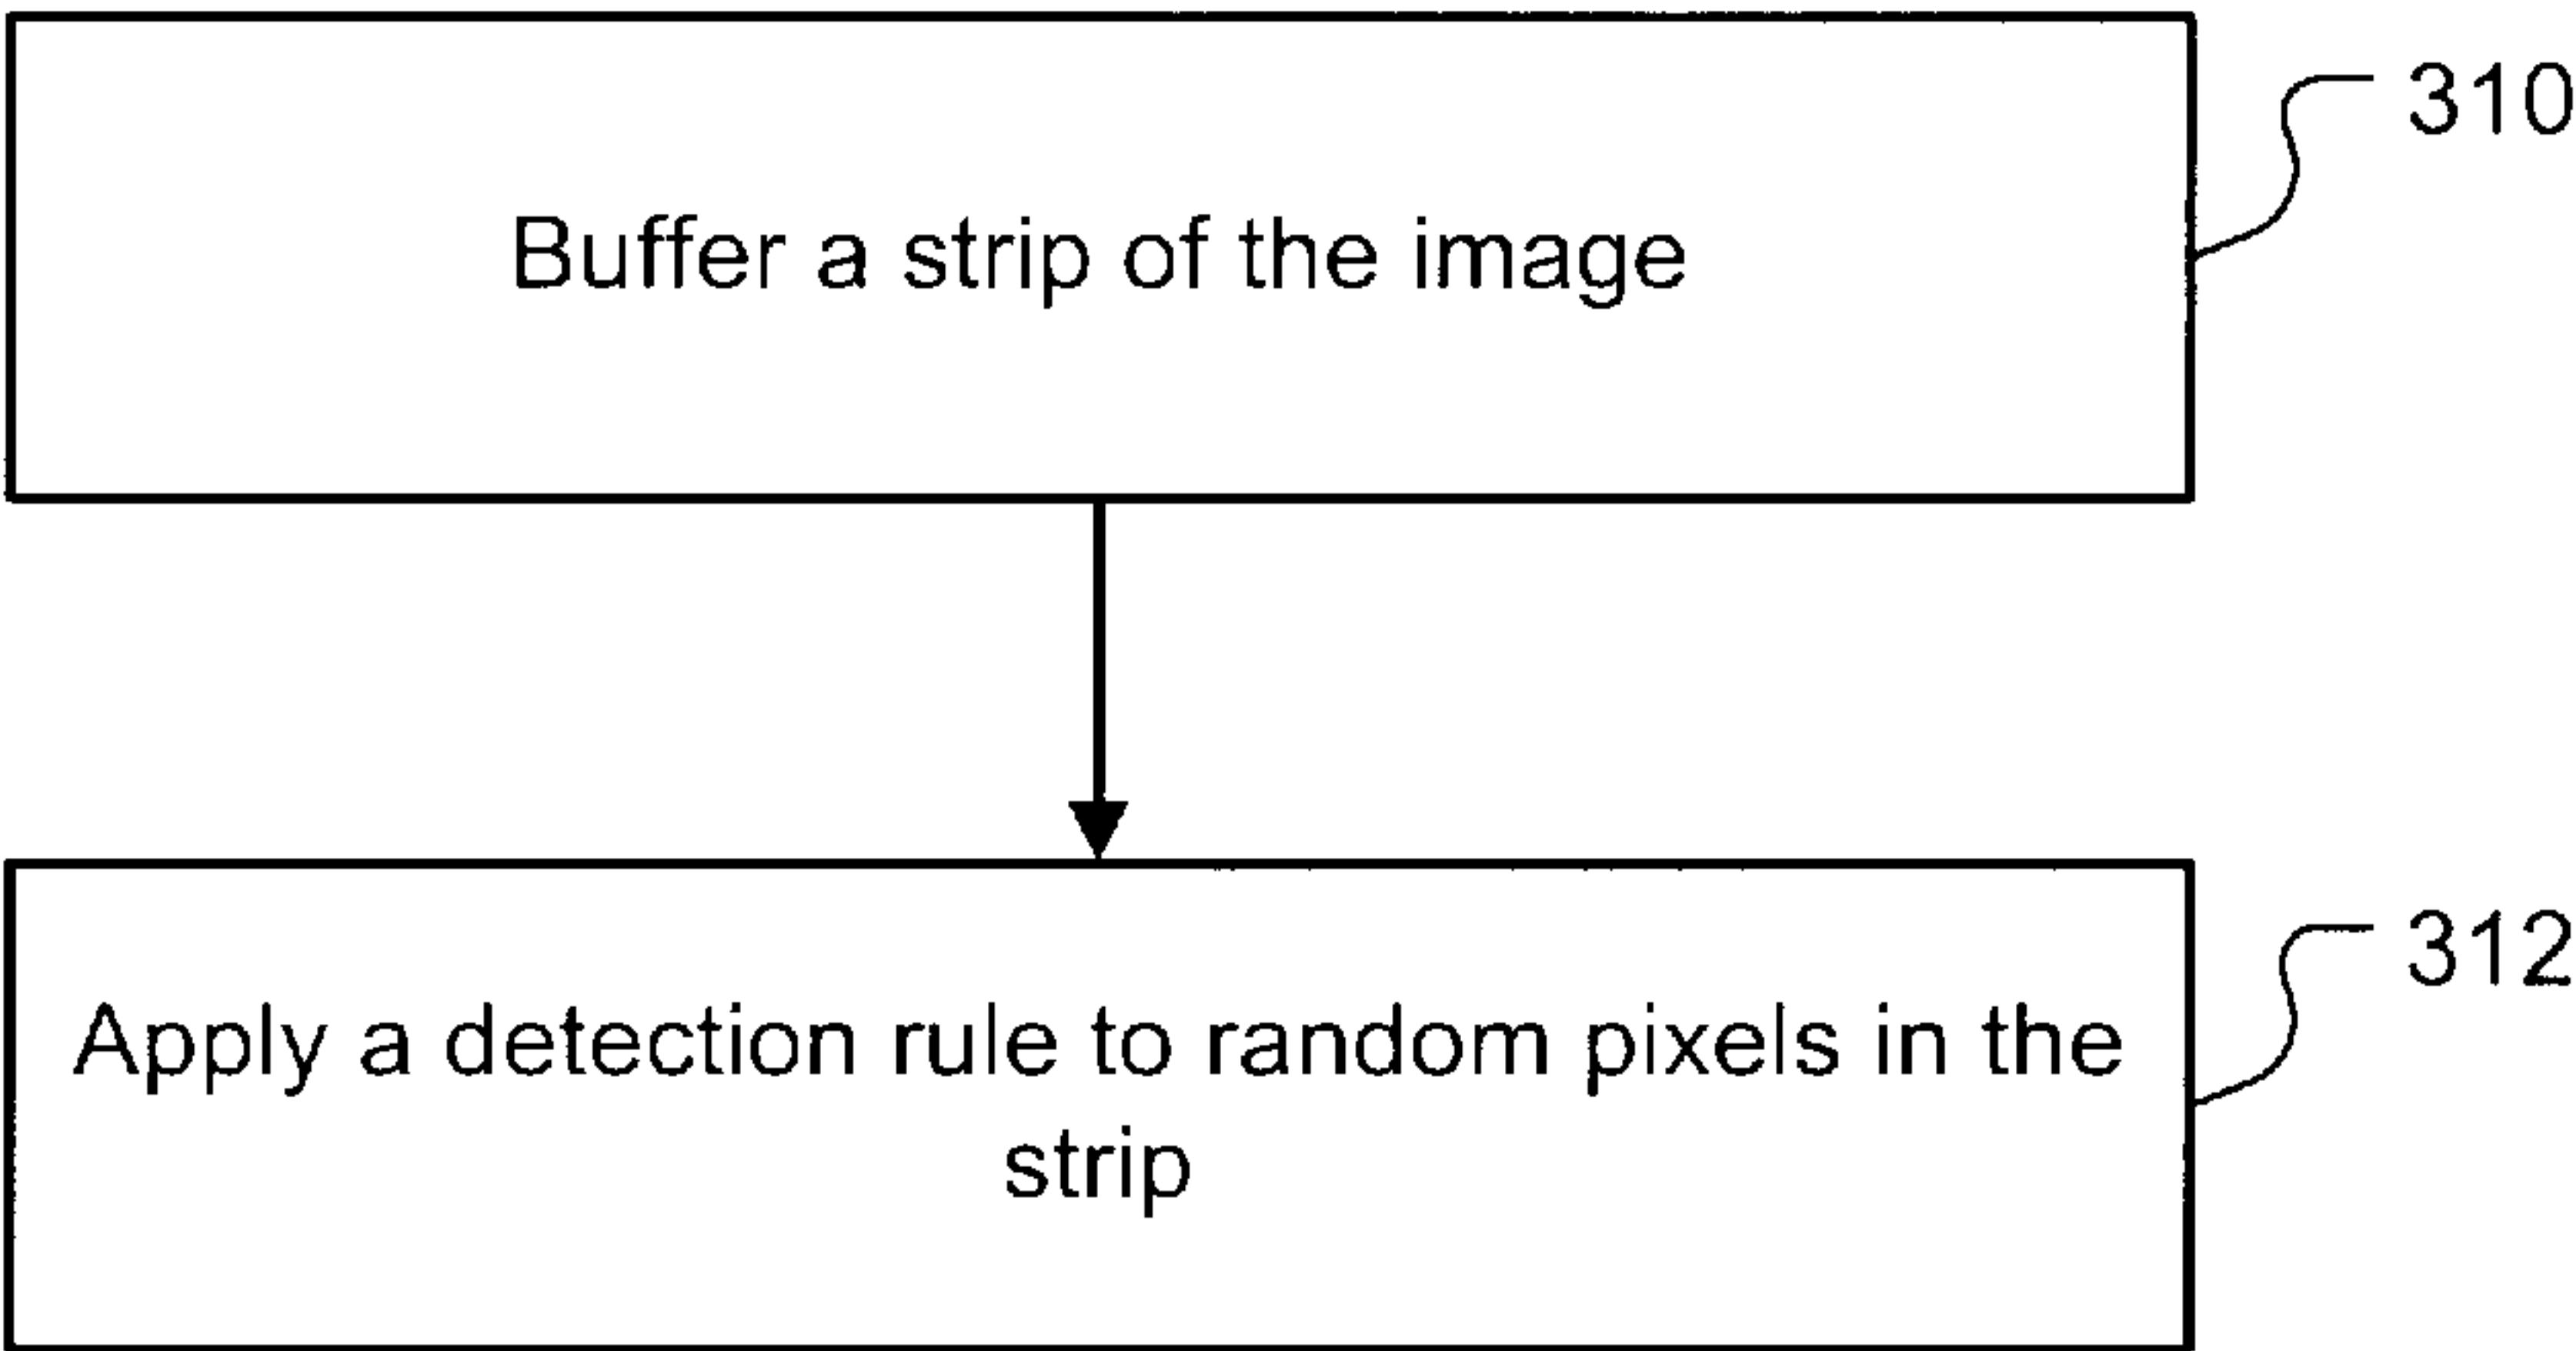 310
Buffer a strip of the image
312
Apply a detection rule to random pixels in the
strip